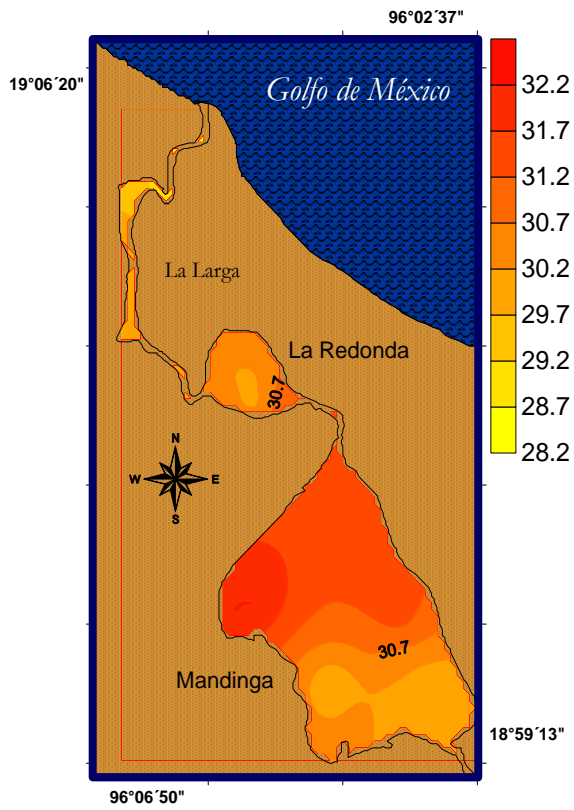 96°02´37"
19°06´20"
Golfo de México
32.2
31.7
31.2
30.7
30.2
29.7
29.2
28.7
28.2
La Larga
La Redonda
30.7
N
W E
S
30.7
Mandinga
18=59´13"
96°06´50"